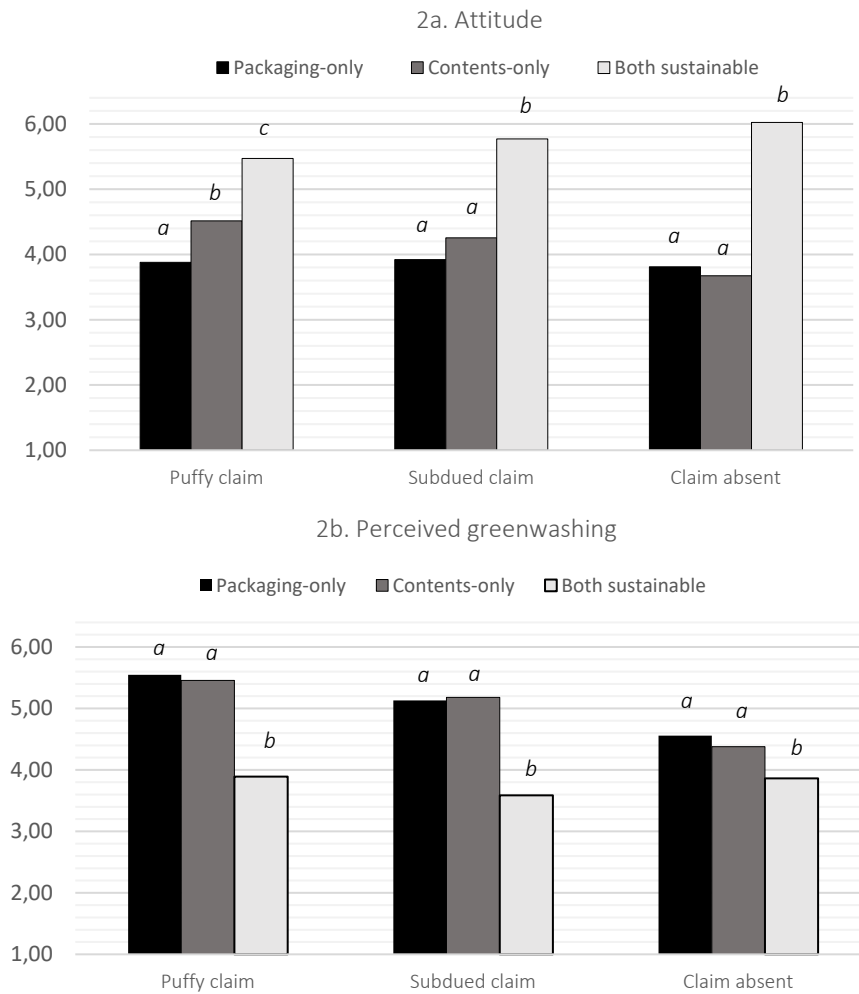 2a. Attitude
Packaging-only Contents-only Both sustainable
6,00
5,00
4,00
3,00
2,00
1,00
a b c a a b a a b
Puffy claim Subdued claim Claim absent
2b. Perceived greenwashing
Packaging-only Contents-only Both sustainable
6,00
5,00
4,00
3,00
2,00
1,00
a a b a a b a a b
Puffy claim Subdued claim Claim absent